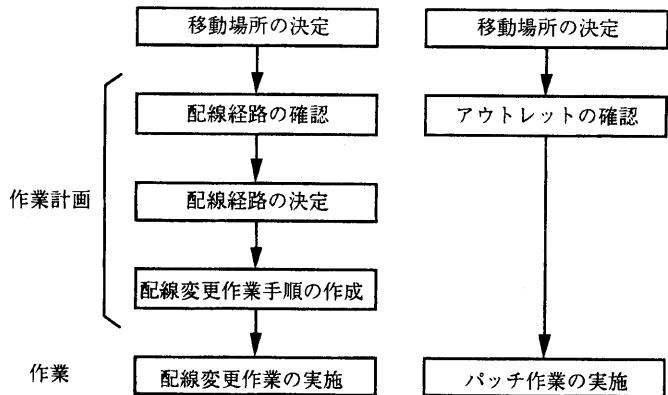 移動場所の決定
移動場所の決定
配線経路の確認
アウトレットの確認
作業計画
配線経路の決定
配線変更作業手順の作成
作業
配線変更作業の実施
パッチ作業の実施